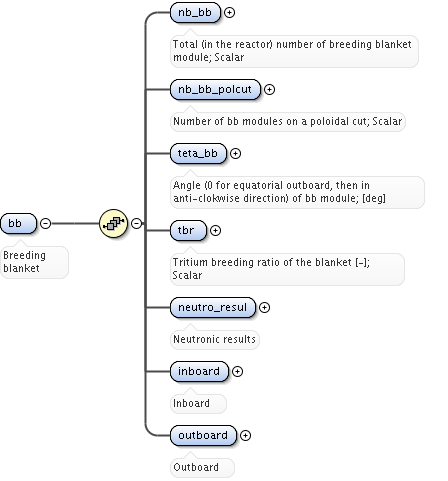 nb_bb
Total (in the reactor) number of breeding blanket
module; Scalar
nb_bb_polcut
Number of bb modules on a poloidal cut; Scalar
teta_bb
Angle (0 for equatorial outboard, then in
anti-clokwise direction) of bb module; [deg]
bb
Breeding
blanket
tbr
Tritium breeding ratio of the blanket [-];
Scalar
neutro_resul
Neutronic results
inboard
Inboard
outboard
Outboard